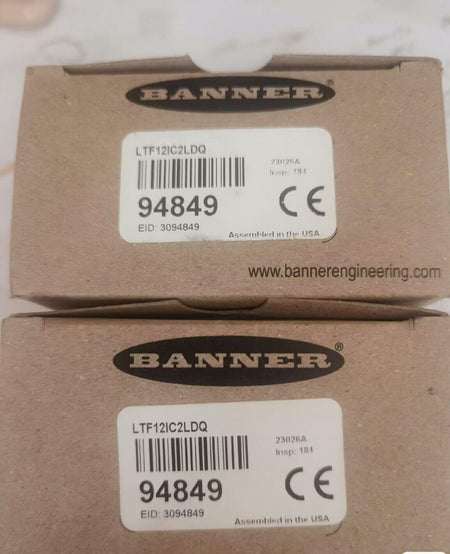 BANNER®
LTF12IC2LDQ
23026A
Insp: 184
94849
CE
EID: 3094849
Assembled in the USA
www.bannerengineering.com
BANNER®
LTF12IC2LDQ
23026A
Insp: 184
94849
CE
EID: 3094849
Assembled in the USA